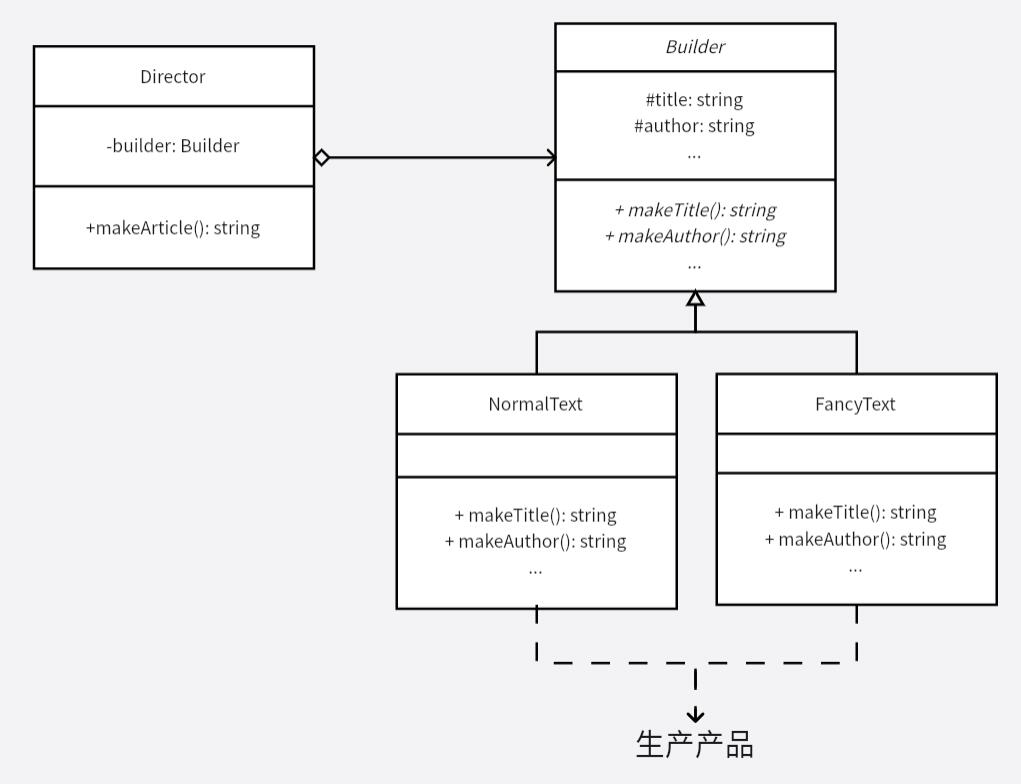 Director
-builder: Builder
+makeArticle(): string
Builder
#title: string
#author: string
...
+ makeTitle(): string
+ makeAuthor(): string
...
NormalText
+ makeTitle(): string
+ makeAuthor(): string
...
FancyText
+ makeTitle(): string
+ makeAuthor(): string
...
生产产品